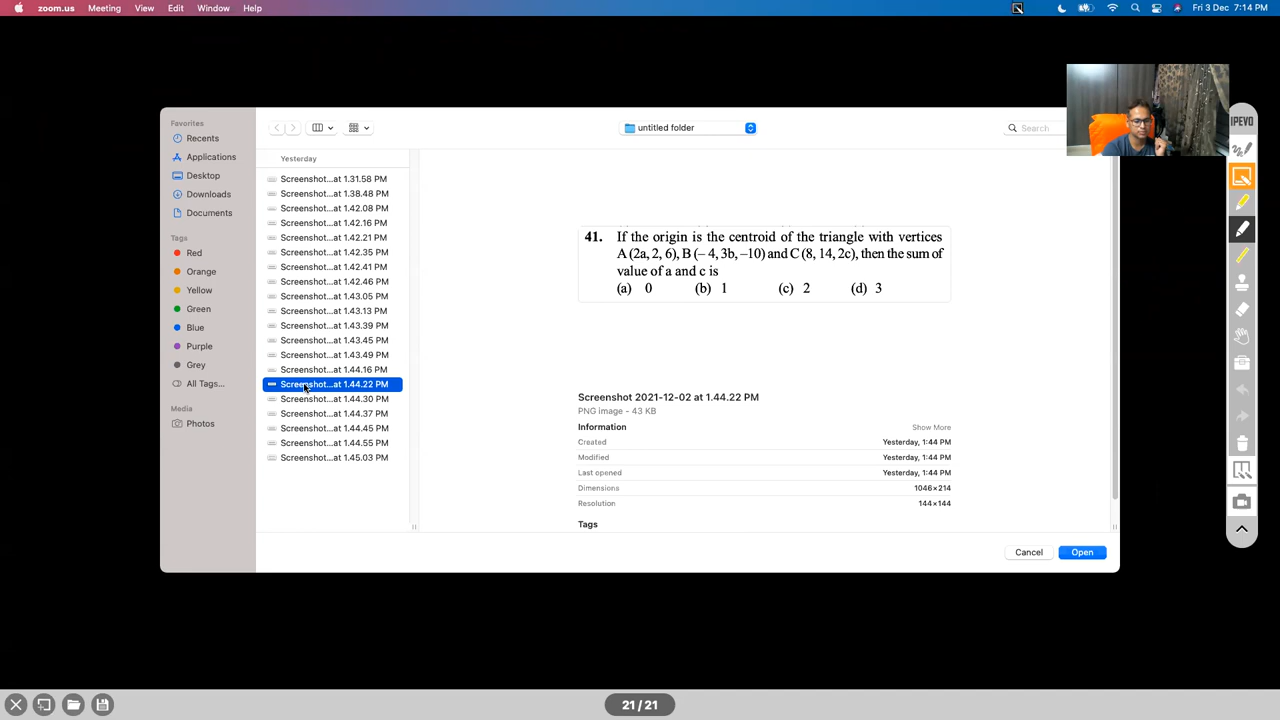 zoom.us Meeting View Edit Window Help Fri 3 Dec 7:14 PM
Favorites
Recents
Applications
Desktop
Downloads
Documents
Tags
Red
Orange
Yellow
Green
Blue
Purple
Grey
All Tags...
Media
Photos
untitled folder
Search
IPEVO
Yesterday
Screenshot...at 1.31.58 PM
Screenshot...at 1.38.48 PM
Screenshot...at 1.42.08 PM
Screenshot...at 1.42.16 PM
Screenshot...at 1.42.21 PM
Screenshot...at 1.42.35 PM
Screenshot...at 1.42.41 PM
Screenshot...at 1.42.46 PM
Screenshot...at 1.43.05 PM
Screenshot...at 1.43.13 PM
Screenshot...at 1.43.39 PM
Screenshot...at 1.43.45 PM
Screenshot...at 1.43.49 PM
Screenshot...at 1.44.16 PM
Screenshot...at 1.44.22 PM
Screenshot...at 1.44.30 PM
Screenshot...at 1.44.37 PM
Screenshot...at 1.44.45 PM
Screenshot...at 1.44.55 PM
Screenshot...at 1.45.03 PM
41. If the origin is the centroid of the triangle with vertices
A (2a, 2, 6), B (– 4, 3b, –10) and C (8, 14, 2c), then the sum of
value of a and c is
(a) 0 (b) 1 (c) 2 (d) 3
Screenshot 2021-12-02 at 1.44.22 PM
PNG image - 43 KB
Information Show More
Created Yesterday, 1:44 PM
Modified Yesterday, 1:44 PM
Last opened Yesterday, 1:44 PM
Dimensions 1046×214
Resolution 144×144
Tags
Cancel Open
21 / 21